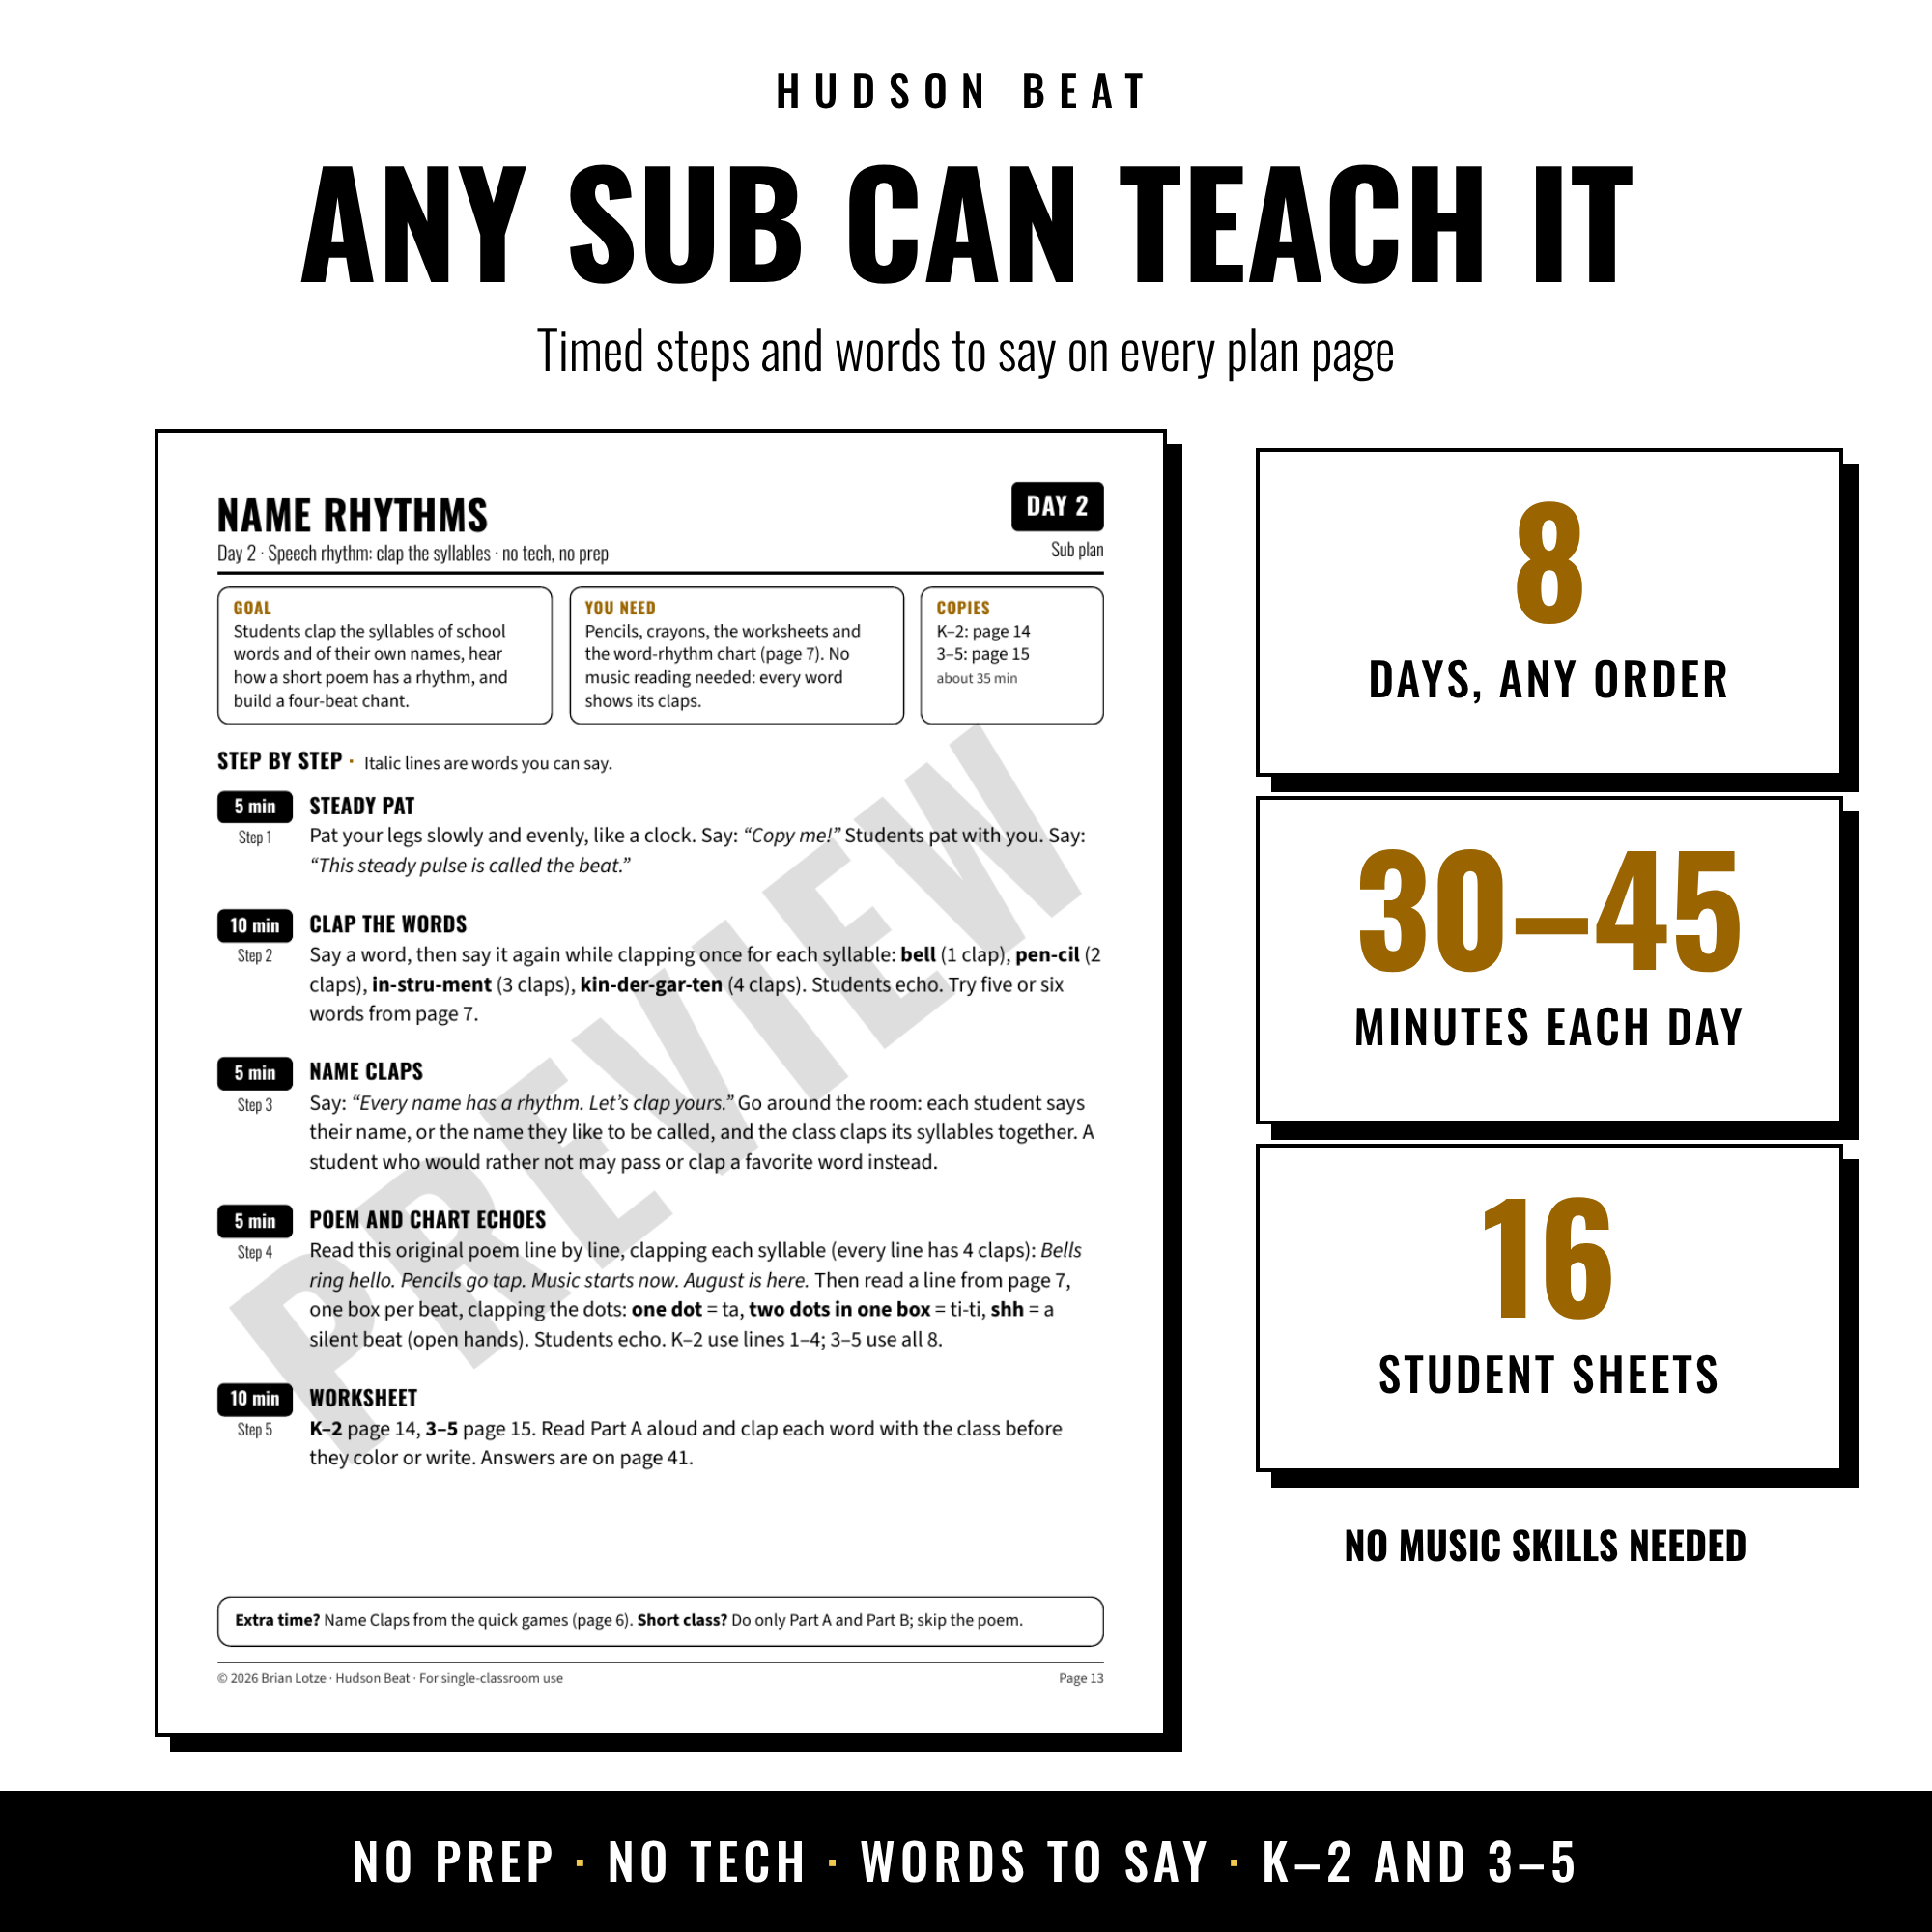 HUDSON BEAT
ANY SUB CAN TEACH IT
Timed steps and words to say on every plan page
NAME RHYTHMS
DAY 2
Day 2 · Speech rhythm: clap the syllables · no tech, no prep
Sub plan
GOAL
Students clap the syllables of school
words and of their own names, hear
how a short poem has a rhythm, and
build a four-beat chant.
YOU NEED
Pencils, crayons, the worksheets and
the word-rhythm chart (page 7). No
music reading needed: every word
shows its claps.
COPIES
K–2: page 14
3–5: page 15
about 35 min
STEP BY STEP · Italic lines are words you can say.
5 min
Step 1
STEADY PAT
Pat your legs slowly and evenly, like a clock. Say: “Copy me!” Students pat with you. Say:
“This steady pulse is called the beat.”
10 min
Step 2
CLAP THE WORDS
Say a word, then say it again while clapping once for each syllable: bell (1 clap), pen-cil (2
claps), in-stru-ment (3 claps), kin-der-gar-ten (4 claps). Students echo. Try five or six
words from page 7.
5 min
Step 3
NAME CLAPS
Say: “Every name has a rhythm. Let’s clap yours.” Go around the room: each student says
their name, or the name they like to be called, and the class claps its syllables together. A
student who would rather not may pass or clap a favorite word instead.
5 min
Step 4
POEM AND CHART ECHOES
Read this original poem line by line, clapping each syllable (every line has 4 claps): Bells
ring hello. Pencils go tap. Music starts now. August is here. Then read a line from page 7,
one box per beat, clapping the dots: one dot = ta, two dots in one box = ti-ti, shh = a
silent beat (open hands). Students echo. K–2 use lines 1–4; 3–5 use all 8.
10 min
Step 5
WORKSHEET
K–2 page 14, 3–5 page 15. Read Part A aloud and clap each word with the class before
they color or write. Answers are on page 41.
Extra time? Name Claps from the quick games (page 6). Short class? Do only Part A and Part B; skip the poem.
© 2026 Brian Lotze · Hudson Beat · For single-classroom use
Page 13
PREVIEW
8
DAYS, ANY ORDER
30–45
MINUTES EACH DAY
16
STUDENT SHEETS
NO MUSIC SKILLS NEEDED
NO PREP · NO TECH · WORDS TO SAY · K–2 AND 3–5